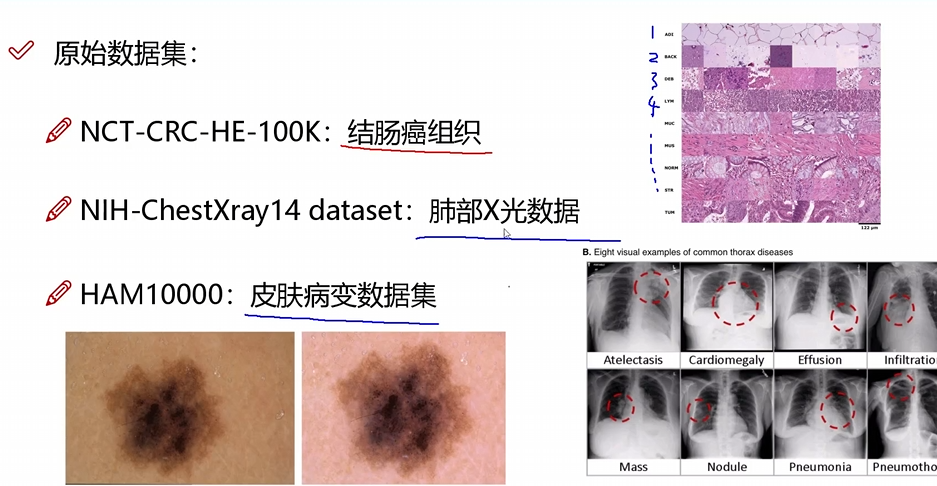 原始数据集：
NCT-CRC-HE-100K：结肠癌组织
NIH-ChestXray14 dataset：肺部X光数据
HAM10000：皮肤病变数据集
1 ADI
2 BACK
3 DEB
4 LYM
MUC
MUS
NORM
STR
TUM
122 μm
B. Eight visual examples of common thorax diseases
Atelectasis Cardiomegaly Effusion Infiltratio
Mass Nodule Pneumonia Pneumotho